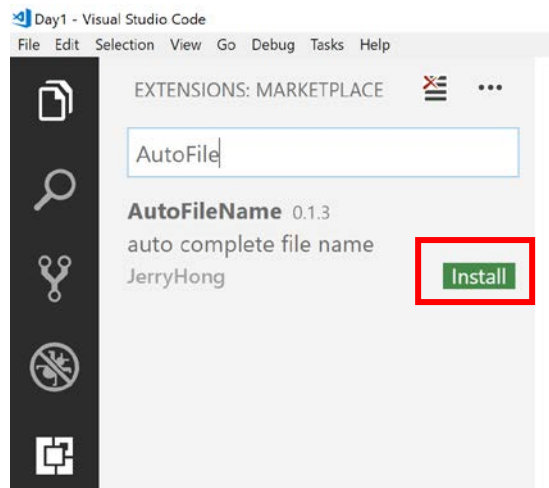 Day1 - Visual Studio Code
File Edit Selection View Go Debug Tasks Help
EXTENSIONS: MARKETPLACE
AutoFile
AutoFileName 0.1.3
auto complete file name
JerryHong Install